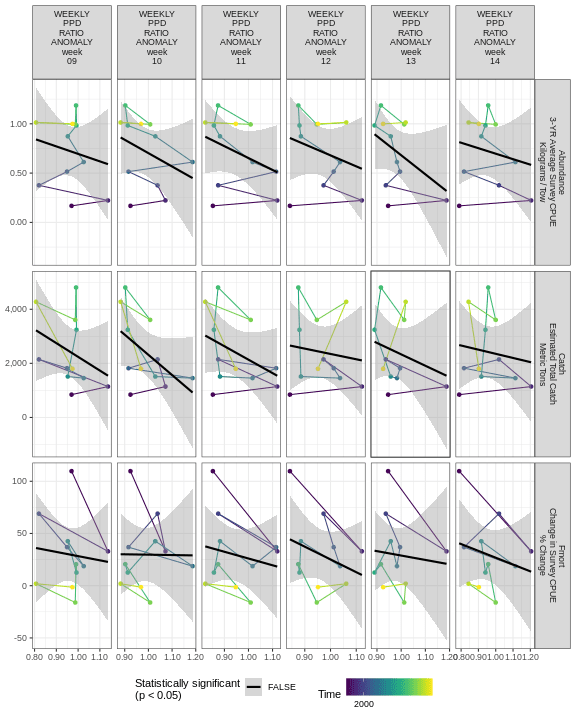 WEEKLY
PPD
RATIO
ANOMALY
week
09
WEEKLY
PPD
RATIO
ANOMALY
week
10
WEEKLY
PPD
RATIO
ANOMALY
week
11
WEEKLY
PPD
RATIO
ANOMALY
week
12
WEEKLY
PPD
RATIO
ANOMALY
week
13
WEEKLY
PPD
RATIO
ANOMALY
week
14
1.00
0.50
0.00
Abundance
3-YR Average Survey CPUE
Kilograms / Tow
4,000
2,000
0
Catch
Estimated Total Catch
Metric Tons
100
50
0
-50
Fmort
Change in Survey CPUE
% Change
0.80 0.90 1.00 1.10
0.90 1.00 1.10 1.20
0.90 1.00 1.10
0.90 1.00 1.10
0.90 1.00 1.10 1.20
0.80 0.90 1.00 1.10 1.20
Statistically significant
(p < 0.05)
FALSE
Time
2000